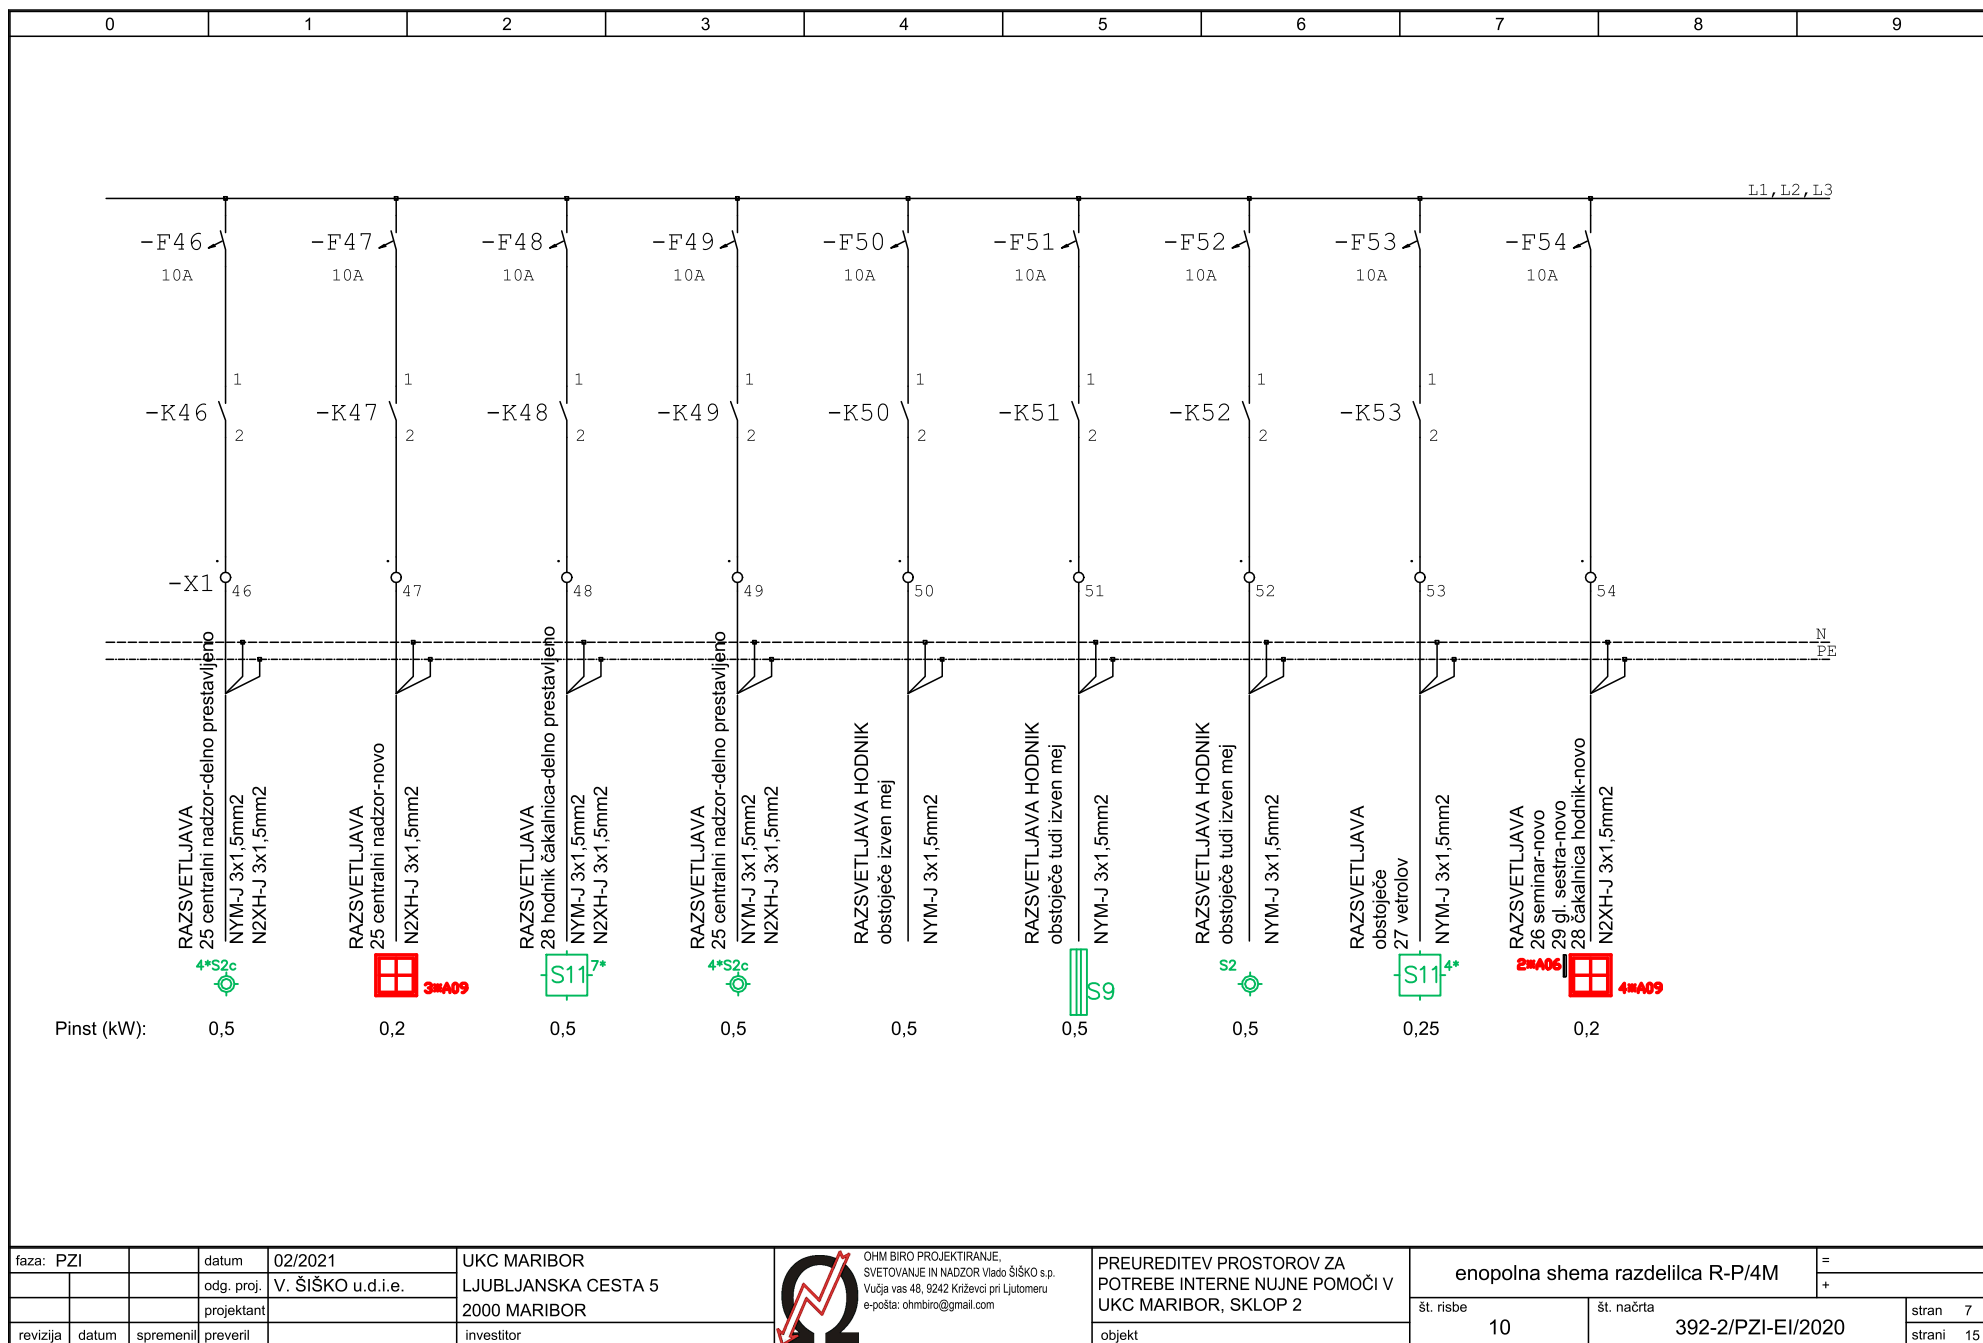 0 1 2 3 4 5 6 7 8 9
L1,L2,L3
-F46 -F47 -F48 -F49 -F50 -F51 -F52 -F53 -F54
10A 10A 10A 10A 10A 10A 10A 10A 10A
1 1 1 1 1 1 1 1
-K46 -K47 -K48 -K49 -K50 -K51 -K52 -K53
2 2 2 2 2 2 2 2
-X1 46 47 48 49 50 51 52 53 54
N
PE
RAZSVETLJAVA
25 centralni nadzor-delno prestavljeno
NYM-J 3x1,5mm2
N2XH-J 3x1,5mm2
RAZSVETLJAVA
25 centralni nadzor-novo
N2XH-J 3x1,5mm2
RAZSVETLJAVA
28 hodnik čakalnica-delno prestavljeno
NYM-J 3x1,5mm2
N2XH-J 3x1,5mm2
RAZSVETLJAVA
25 centralni nadzor-delno prestavljeno
NYM-J 3x1,5mm2
N2XH-J 3x1,5mm2
RAZSVETLJAVA HODNIK
obstoječe izven mej
NYM-J 3x1,5mm2
RAZSVETLJAVA HODNIK
obstoječe tudi izven mej
NYM-J 3x1,5mm2
RAZSVETLJAVA HODNIK
obstoječe tudi izven mej
NYM-J 3x1,5mm2
RAZSVETLJAVA
obstoječe
27 vetrolov
NYM-J 3x1,5mm2
RAZSVETLJAVA
26 seminar-novo
29 gl. sestra-novo
28 čakalnica hodnik-novo
N2XH-J 3x1,5mm2
4*S2c
3*A09
S11 7*
4*S2c
S9
S2
S11 4*
2*A06
4*A09
Pinst (kW): 0,5 0,2 0,5 0,5 0,5 0,5 0,5 0,25 0,2
faza: PZI
datum 02/2021
odg. proj. V. ŠIŠKO u.d.i.e.
projektant
revizija datum spremenil preveril
UKC MARIBOR
LJUBLJANSKA CESTA 5
2000 MARIBOR
investitor
OHM BIRO PROJEKTIRANJE,
SVETOVANJE IN NADZOR Vlado ŠIŠKO s.p.
Vučja vas 48, 9242 Križevci pri Ljutomeru
e-pošta: ohmbiro@gmail.com
PREUREDITEV PROSTOROV ZA
POTREBE INTERNE NUJNE POMOČI V
UKC MARIBOR, SKLOP 2
objekt
enopolna shema razdelilca R-P/4M
=
+
št. risbe
10
št. načrta
392-2/PZI-EI/2020
stran 7
strani 15